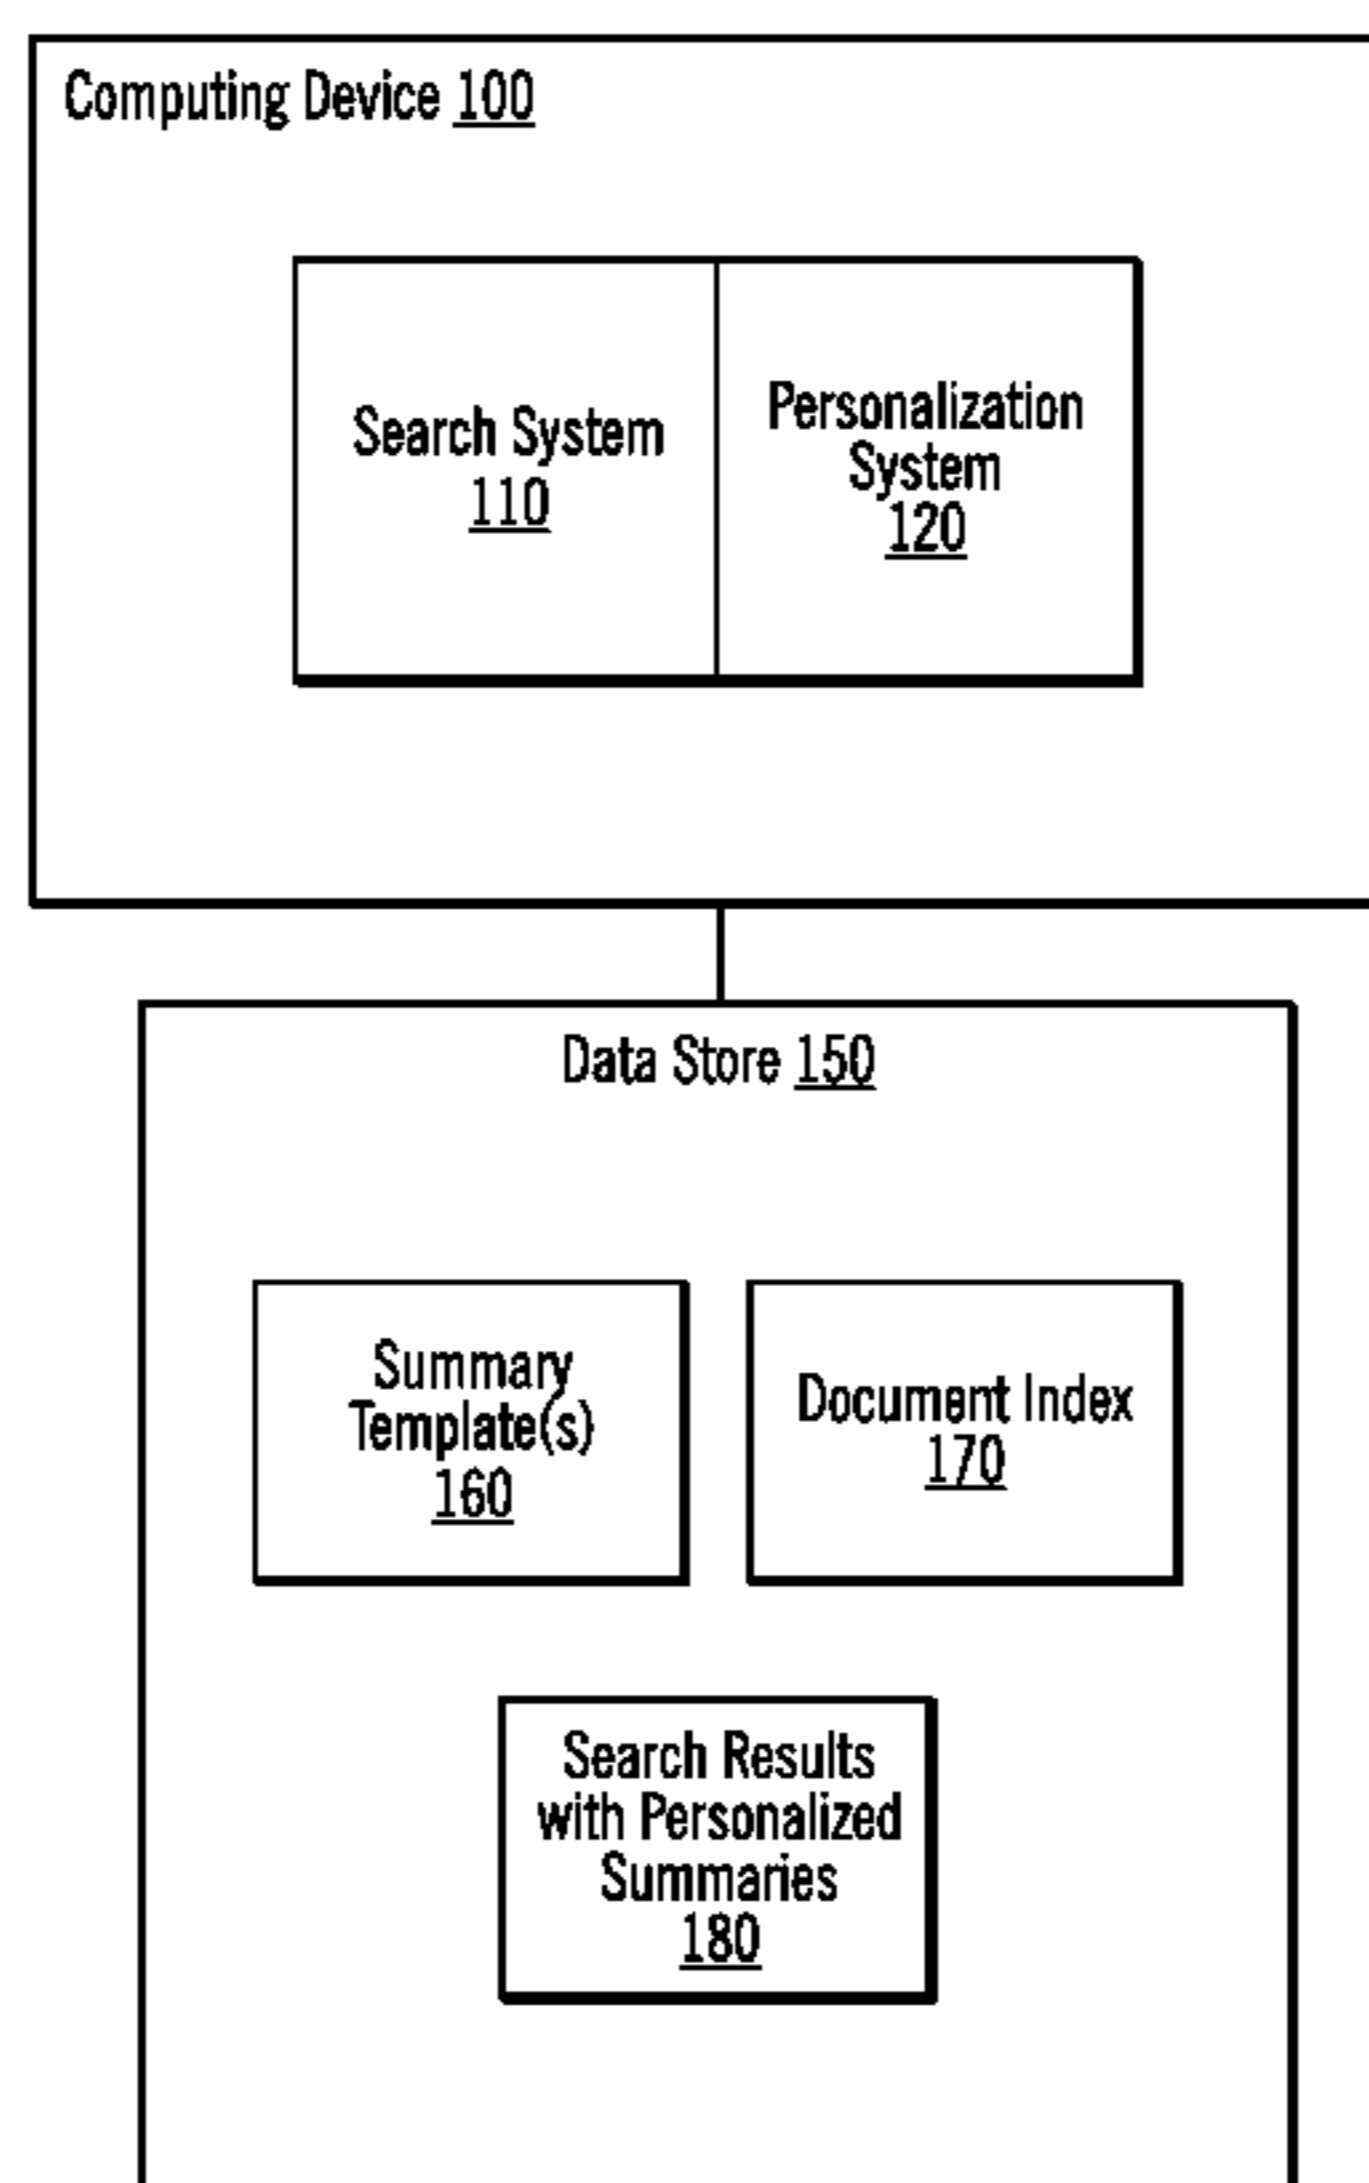 Computing Device 100
Search System
110
Personalization
System
120
Data Store 150
Summary
Template(s)
160
Document Index
170
Search Results
with Personalized
Summaries
180